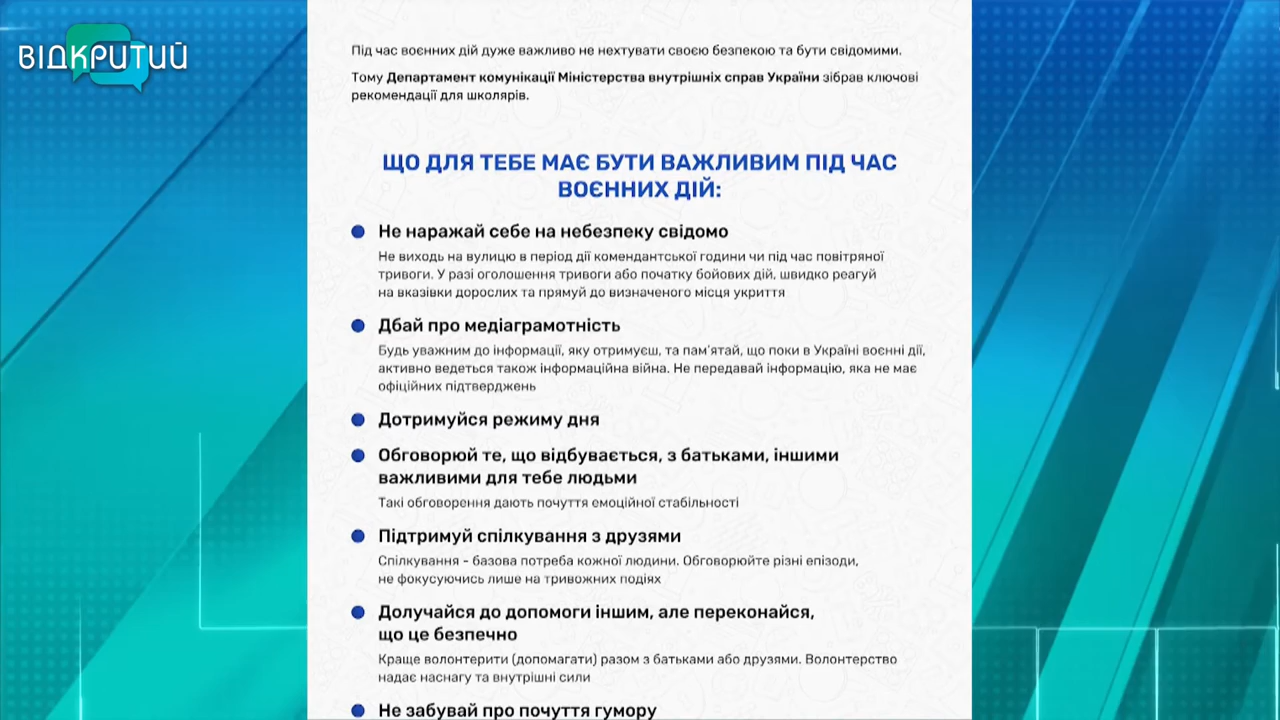 ВІДКРИТИЙ
Під час воєнних дій дуже важливо не нехтувати своєю безпекою та бути свідомими.
Тому Департамент комунікації Міністерства внутрішніх справ України зібрав ключові
рекомендації для школярів.
ЩО ДЛЯ ТЕБЕ МАЄ БУТИ ВАЖЛИВИМ ПІД ЧАС
ВОЄННИХ ДІЙ:
Не наражай себе на небезпеку свідомо
Не виходь на вулицю в період дії комендантської години чи під час повітряної
тривоги. У разі оголошення тривоги або початку бойових дій, швидко реагуй
на вказівки дорослих та прямуй до визначеного місця укриття
Дбай про медіаграмотність
Будь уважним до інформації, яку отримуєш, та пам'ятай, що поки в Україні воєнні дії,
активно ведеться також інформаційна війна. Не передавай інформацію, яка не має
офіційних підтверджень
Дотримуйся режиму дня
Обговорюй те, що відбувається, з батьками, іншими
важливими для тебе людьми
Такі обговорення дають почуття емоційної стабільності
Підтримуй спілкування з друзями
Спілкування - базова потреба кожної людини. Обговорюйте різні епізоди,
не фокусуючись лише на тривожних подіях
Долучайся до допомоги іншим, але переконайся,
що це безпечно
Краще волонтерити (допомагати) разом з батьками або друзями. Волонтерство
надає наснагу та внутрішні сили
Не забувай про почуття гумору